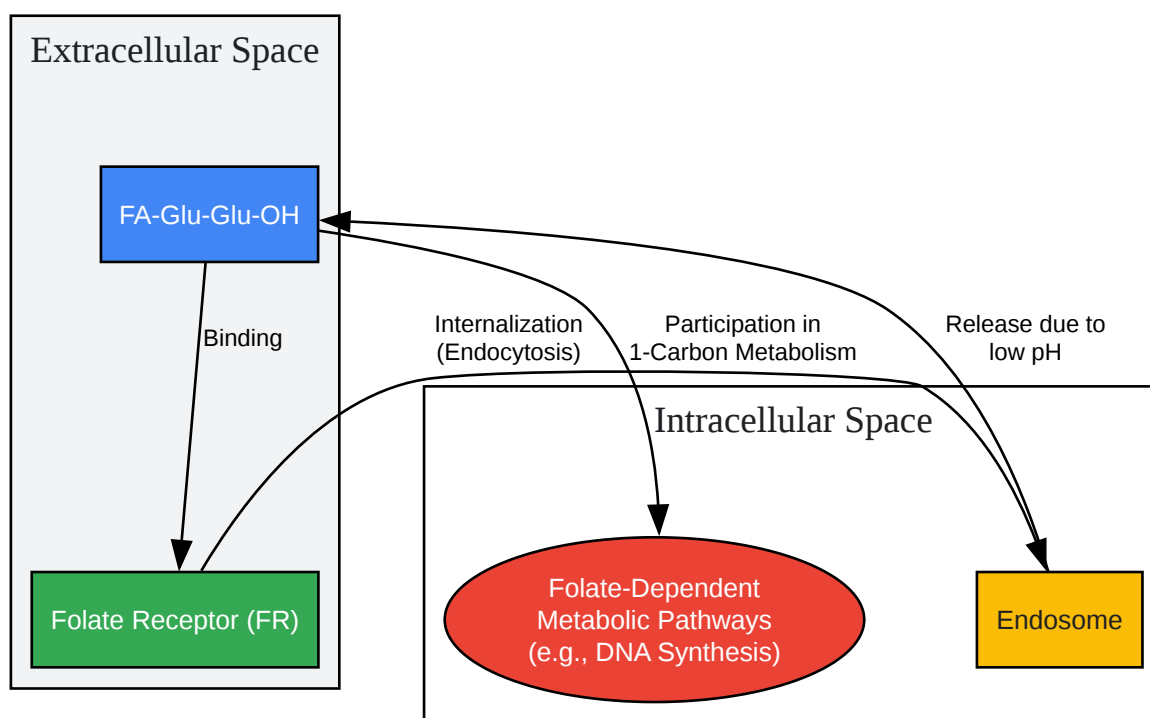 Extracellular Space
FA-Glu-Glu-OH
Binding
Internalization
(Endocytosis)
Participation in
1-Carbon Metabolism
Release due to
low pH
Intracellular Space
Folate Receptor (FR)
Folate-Dependent
Metabolic Pathways
(e.g., DNA Synthesis)
Endosome